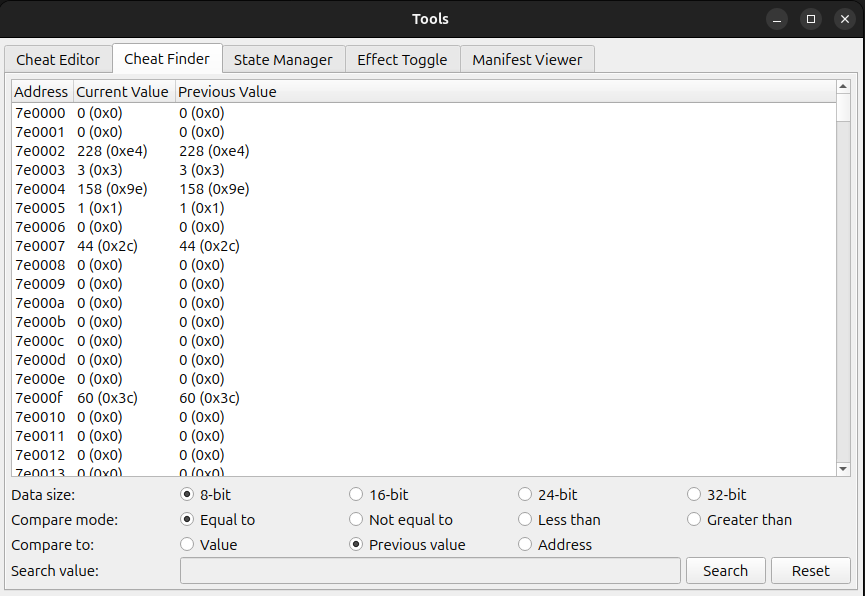 Tools
Cheat Editor Cheat Finder State Manager Effect Toggle Manifest Viewer
Address Current Value Previous Value
7e0000 0 (0x0) 0 (0x0)
7e0001 0 (0x0) 0 (0x0)
7e0002 228 (0xe4) 228 (0xe4)
7e0003 3 (0x3) 3 (0x3)
7e0004 158 (0x9e) 158 (0x9e)
7e0005 1 (0x1) 1 (0x1)
7e0006 0 (0x0) 0 (0x0)
7e0007 44 (0x2c) 44 (0x2c)
7e0008 0 (0x0) 0 (0x0)
7e0009 0 (0x0) 0 (0x0)
7e000a 0 (0x0) 0 (0x0)
7e000b 0 (0x0) 0 (0x0)
7e000c 0 (0x0) 0 (0x0)
7e000d 0 (0x0) 0 (0x0)
7e000e 0 (0x0) 0 (0x0)
7e000f 60 (0x3c) 60 (0x3c)
7e0010 0 (0x0) 0 (0x0)
7e0011 0 (0x0) 0 (0x0)
7e0012 0 (0x0) 0 (0x0)
7e0013 0 (0x0) 0 (0x0)
Data size: 8-bit 16-bit 24-bit 32-bit
Compare mode: Equal to Not equal to Less than Greater than
Compare to: Value Previous value Address
Search value: Search Reset